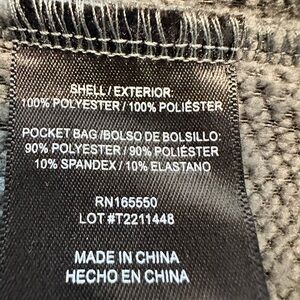 SHELL/EXTERIOR:
100% POLYESTER/100% POLIÉSTER
POCKET BAG/BOLSO DE BOLSILLO:
90% POLYESTER/90% POLIÉSTER
10% SPANDEX/10% ELASTANO
RN165550
LOT #T2211448
MADE IN CHINA
HECHO EN CHINA